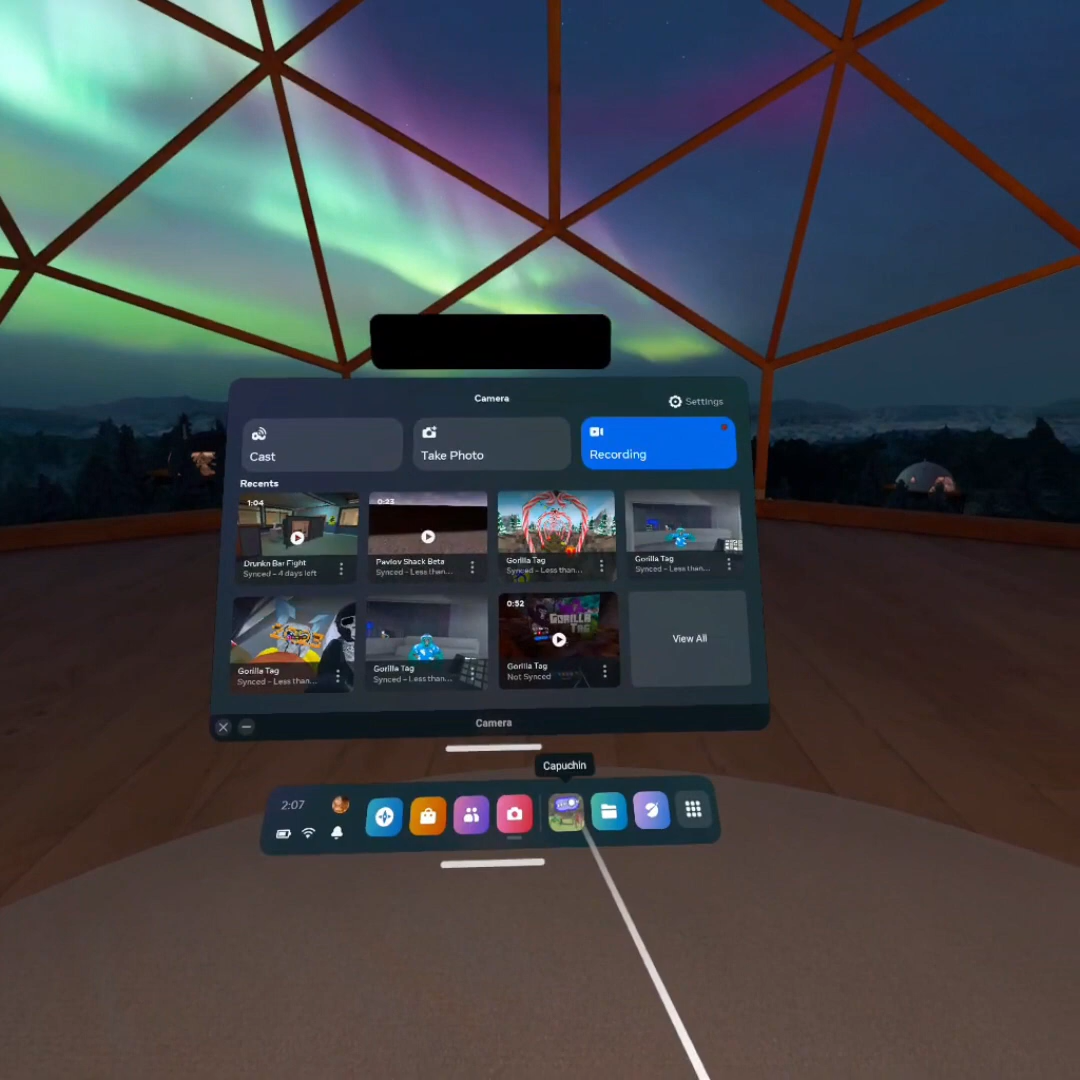 Camera
Settings
Cast
Take Photo
Recording
Recents
1:04
Drunkn Bar Fight
Synced - 4 days left
0:23
Pavlov Shack Beta
Synced - Less than...
Gorilla Tag
Synced - Less than...
Gorilla Tag
Synced - Less than...
Gorilla Tag
Synced - Less than...
Gorilla Tag
Synced - Less than...
0:52
GORILLA
TAG
Gorilla Tag
Not Synced
View All
Camera
Capuchin
2:07